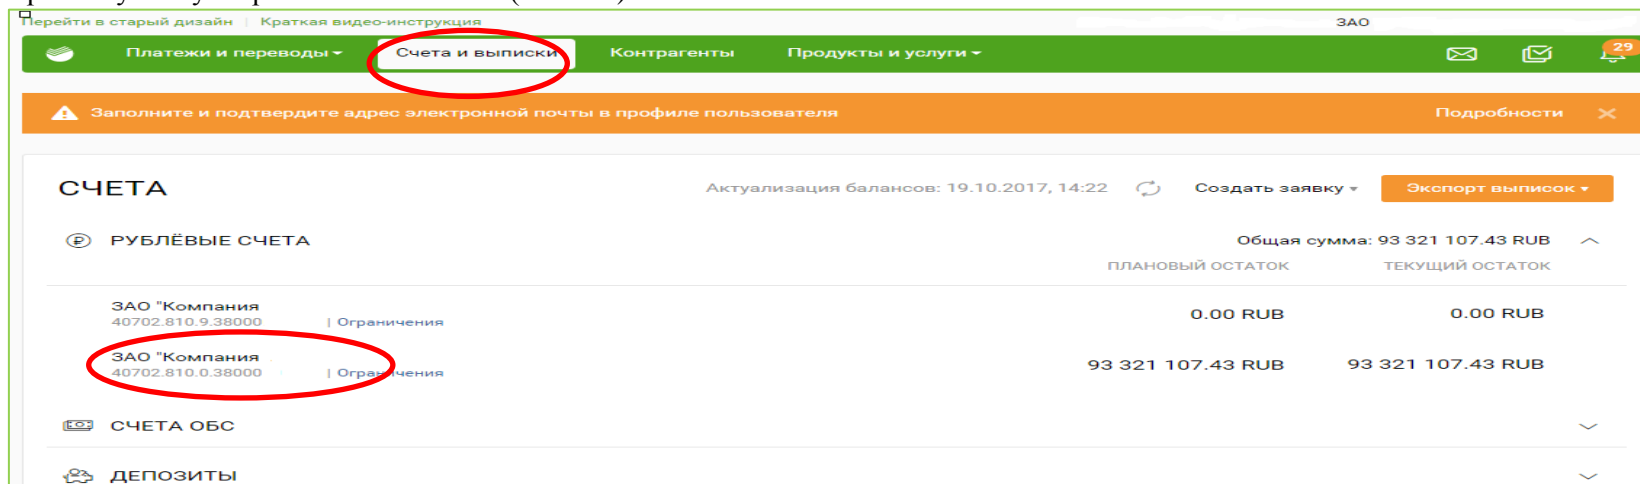 Перейти в старый дизайн | Краткая видео-инструкция ЗАО
Платежи и переводы Счета и выписки Контрагенты Продукты и услуги 29
Заполните и подтвердите адрес электронной почты в профиле пользователя Подробности
СЧЕТА Актуализация балансов: 19.10.2017, 14:22 Создать заявку Экспорт выписок
РУБЛЁВЫЕ СЧЕТА Общая сумма: 93 321 107.43 RUB
ПЛАНОВЫЙ ОСТАТОК ТЕКУЩИЙ ОСТАТОК
ЗАО "Компания 0.00 RUB 0.00 RUB
40702.810.9.38000 | Ограничения
ЗАО "Компания 93 321 107.43 RUB 93 321 107.43 RUB
40702.810.0.38000 | Ограничения
СЧЕТА ОБС
ДЕПОЗИТЫ